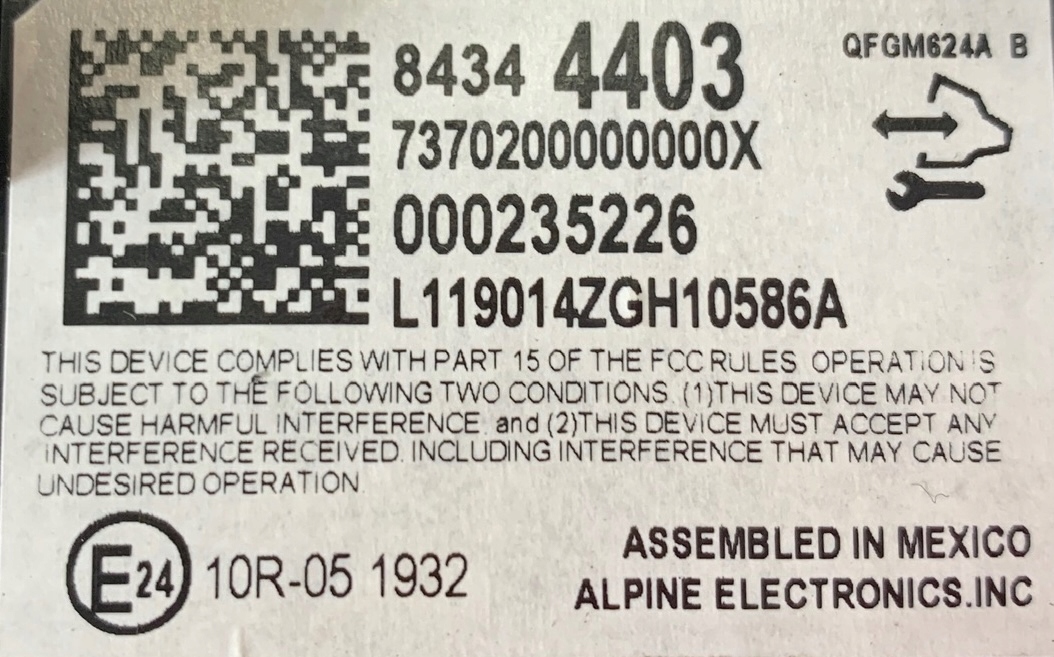 QFGM624A B
8434 4403
7370200000000X
000235226
L119014ZGH10586A
THIS DEVICE COMPLIES WITH PART 15 OF THE FCC RULES. OPERATION IS
SUBJECT TO THE FOLLOWING TWO CONDITIONS. (1)THIS DEVICE MAY NOT
CAUSE HARMFUL INTERFERENCE. and (2)THIS DEVICE MUST ACCEPT ANY
INTERFERENCE RECEIVED. INCLUDING INTERFERENCE THAT MAY CAUSE
UNDESIRED OPERATION.
E24 10R-05 1932
ASSEMBLED IN MEXICO
ALPINE ELECTRONICS.INC